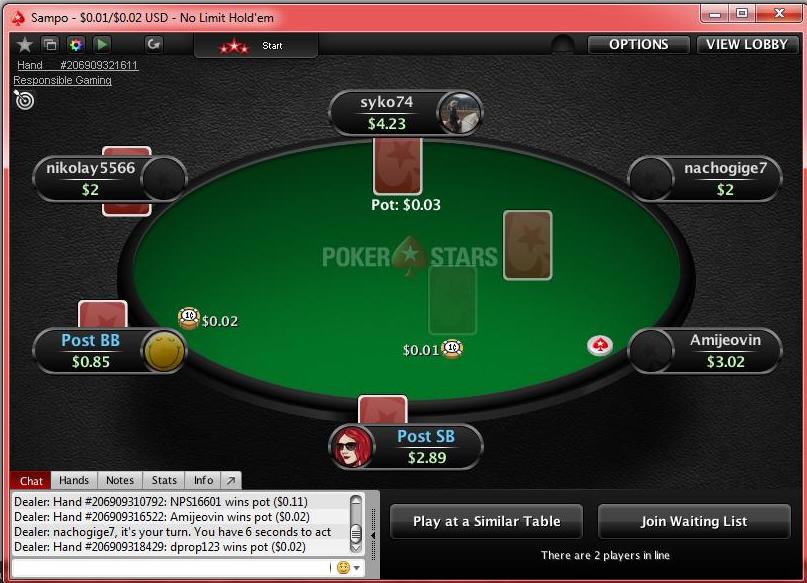 Sampo - $0.01/$0.02 USD - No Limit Hold'em
Start
OPTIONS
VIEW LOBBY
Hand #206909321611
Responsible Gaming
syko74
$4.23
nikolay5566
$2
nachogige7
$2
Pot: $0.03
POKER STARS
1¢ $0.02
Post BB
$0.85
$0.01 1¢
Amijeovin
$3.02
Post SB
$2.89
Chat Hands Notes Stats Info
Dealer: Hand #206909310792: NPS16601 wins pot ($0.11)
Dealer: Hand #206909316522: Amijeovin wins pot ($0.02)
Dealer: nachogige7, it's your turn. You have 6 seconds to act
Dealer: Hand #206909318429: dprop123 wins pot ($0.02)
Play at a Similar Table
Join Waiting List
There are 2 players in line